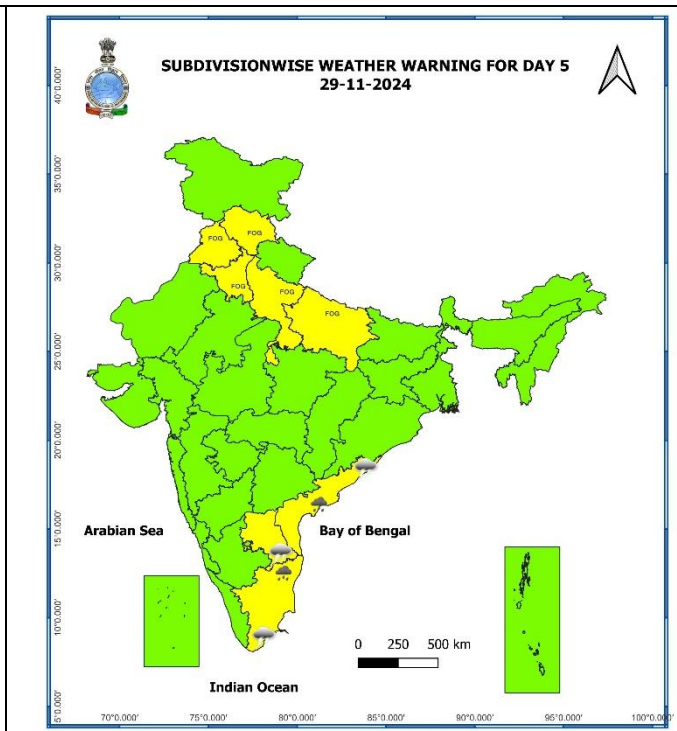 SUBDIVISIONWISE WEATHER WARNING FOR DAY 5
29-11-2024
40°0.000'
35°0.000'
30°0.000'
25°0.000'
20°0.000'
15°0.000'
10°0.000'
5°0.000'
FOG
FOG
FOG
FOG
FOG
Arabian Sea
Bay of Bengal
0 250 500 km
Indian Ocean
70°0.000' 75°0.000' 80°0.000' 85°0.000' 90°0.000' 95°0.000' 100°0.000'